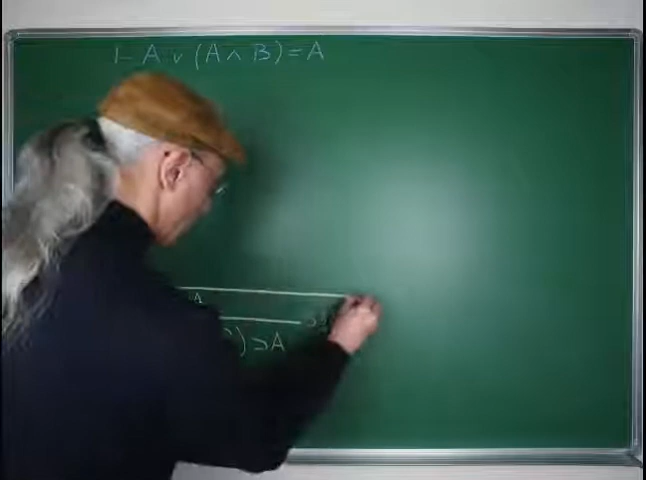 ⊢ A ∨ (A ∧ B) = A
A
) ⊃ A